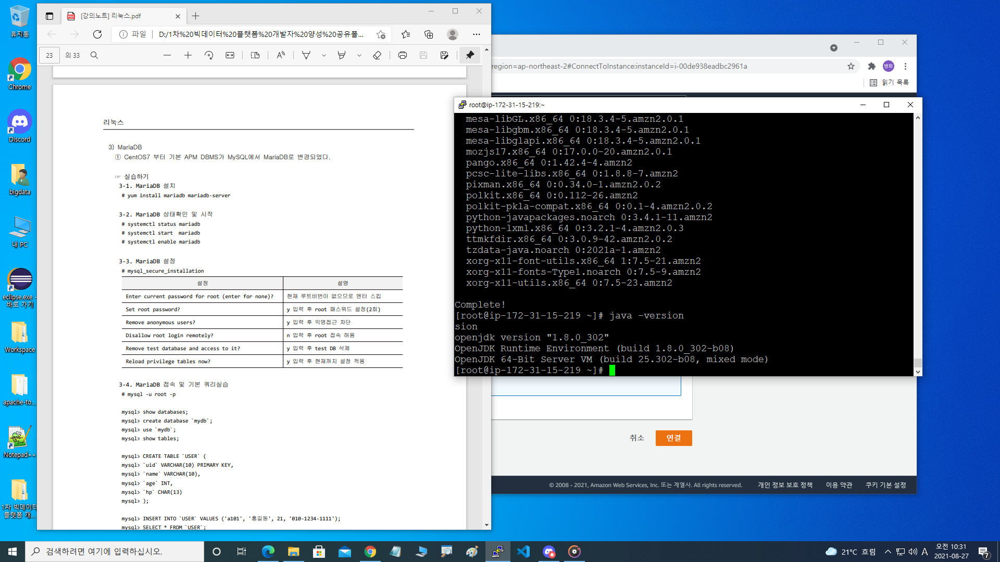 휴지통
Chrome
Discord
bigdata
내 PC
eclipse.exe -
바로 가기
Workspace
apache-to...
Notepad++
1차 빅데이터
플랫폼 개...
[강의노트] 리눅스.pdf
파일
D:/1차%20빅데이터%20플랫폼%20개발자%20양성%20공유폴...
23
의 33
리눅스
3) MariaDB
① CentOS7 부터 기본 APM DBMS가 MySQL에서 MariaDB로 변경되었다.
☞ 실습하기
3-1. MariaDB 설치
# yum install mariadb mariadb-server
3-2. MariaDB 상태확인 및 시작
# systemctl status mariadb
# systemctl start  mariadb
# systemctl enable mariadb
3-3. MariaDB 설정
# mysql_secure_installation
설정 설명
Enter current password for root (enter for none)? 현재 루트비번이 없으므로 엔터 스킵
Set root password? y 입력 후 root 패스워드 설정(2회)
Remove anonymous users? y 입력 후 익명접근 차단
Disallow root login remotely? n 입력 후 root 접속 허용
Remove test database and access to it? y 입력 후 test DB 삭제
Reload privilege tables now? y 입력 후 현재까지 설정 적용
3-4. MariaDB 접속 및 기본 쿼리실습
# mysql -u root -p
mysql> show databases;
mysql> create database `mydb`;
mysql> use `mydb`;
mysql> show tables;
mysql> CREATE TABLE `USER` (
mysql> `uid` VARCHAR(10) PRIMARY KEY,
mysql> `name` VARCHAR(10),
mysql> `age` INT,
mysql> `hp` CHAR(13)
mysql> );
mysql> INSERT INTO `USER` VALUES ('a101', '홍길동', 21, '010-1234-1111');
mysql> SELECT * FROM `USER`;
region=ap-northeast-2#ConnectToInstance:instanceId=i-00de938eadbc2961a
병화
읽기 목록
root@ip-172-31-15-219:~
mesa-libGL.x86_64 0:18.3.4-5.amzn2.0.1
mesa-libgbm.x86_64 0:18.3.4-5.amzn2.0.1
mesa-libglapi.x86_64 0:18.3.4-5.amzn2.0.1
mozjs17.x86_64 0:17.0.0-20.amzn2.0.1
pango.x86_64 0:1.42.4-4.amzn2
pcsc-lite-libs.x86_64 0:1.8.8-7.amzn2
pixman.x86_64 0:0.34.0-1.amzn2.0.2
polkit.x86_64 0:0.112-26.amzn2
polkit-pkla-compat.x86_64 0:0.1-4.amzn2.0.2
python-javapackages.noarch 0:3.4.1-11.amzn2
python-lxml.x86_64 0:3.2.1-4.amzn2.0.3
ttmkfdir.x86_64 0:3.0.9-42.amzn2.0.2
tzdata-java.noarch 0:2021a-1.amzn2
xorg-x11-font-utils.x86_64 1:7.5-21.amzn2
xorg-x11-fonts-Type1.noarch 0:7.5-9.amzn2
xorg-x11-utils.x86_64 0:7.5-23.amzn2
Complete!
[root@ip-172-31-15-219 ~]# java -version
sion
openjdk version "1.8.0_302"
OpenJDK Runtime Environment (build 1.8.0_302-b08)
OpenJDK 64-Bit Server VM (build 25.302-b08, mixed mode)
[root@ip-172-31-15-219 ~]#
취소
연결
© 2008 - 2021, Amazon Web Services, Inc. 또는 계열사. All rights reserved.
개인 정보 보호 정책
이용 약관
쿠키 기본 설정
검색하려면 여기에 입력하십시오.
21°C 흐림
A
오전 10:31
2021-08-27
7